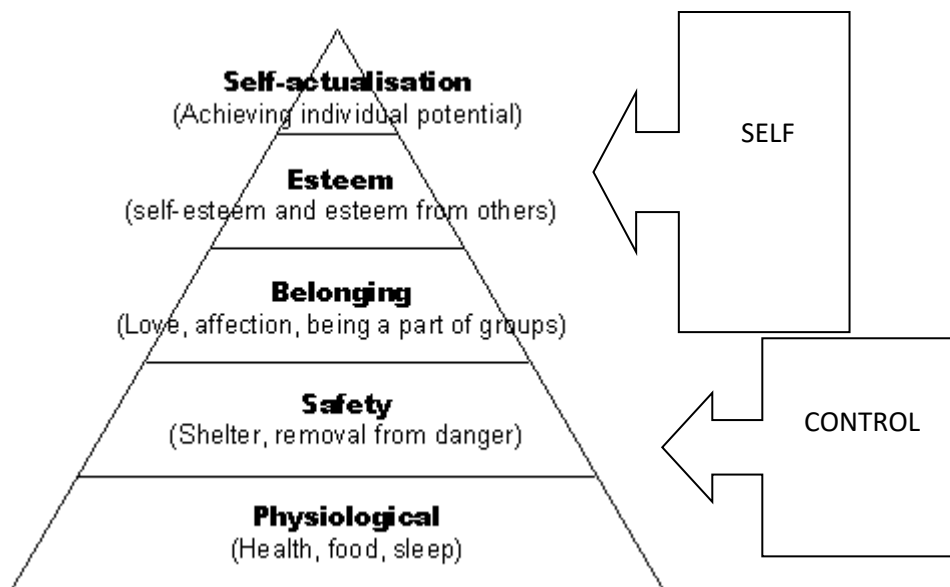 Self-actualisation
(Achieving individual potential)
SELF
Esteem
(self-esteem and esteem from others)
Belonging
(Love, affection, being a part of groups)
Safety
(Shelter, removal from danger)
CONTROL
Physiological
(Health, food, sleep)